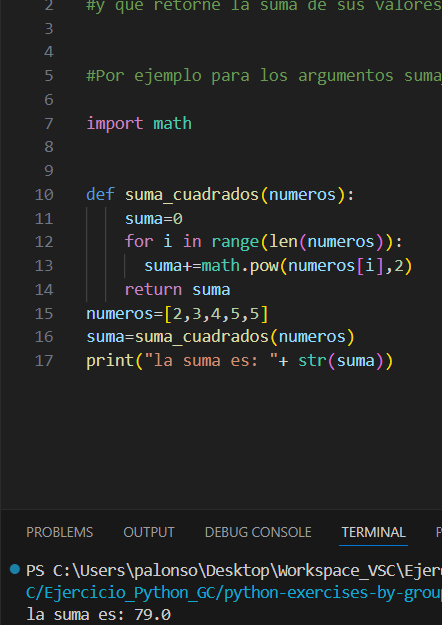 2 #y que retorne la suma de sus valores
3
4
5 #Por ejemplo para los argumentos suma
6
7 import math
8
9
10 def suma_cuadrados(numeros):
11 suma=0
12 for i in range(len(numeros)):
13 suma+=math.pow(numeros[i],2)
14 return suma
15 numeros=[2,3,4,5,5]
16 suma=suma_cuadrados(numeros)
17 print("la suma es: "+ str(suma))
PROBLEMS OUTPUT DEBUG CONSOLE TERMINAL P
PS C:\Users\palonso\Desktop\Workspace_VSC\Ejer
C/Ejercicio_Python_GC/python-exercises-by-grou
la suma es: 79.0